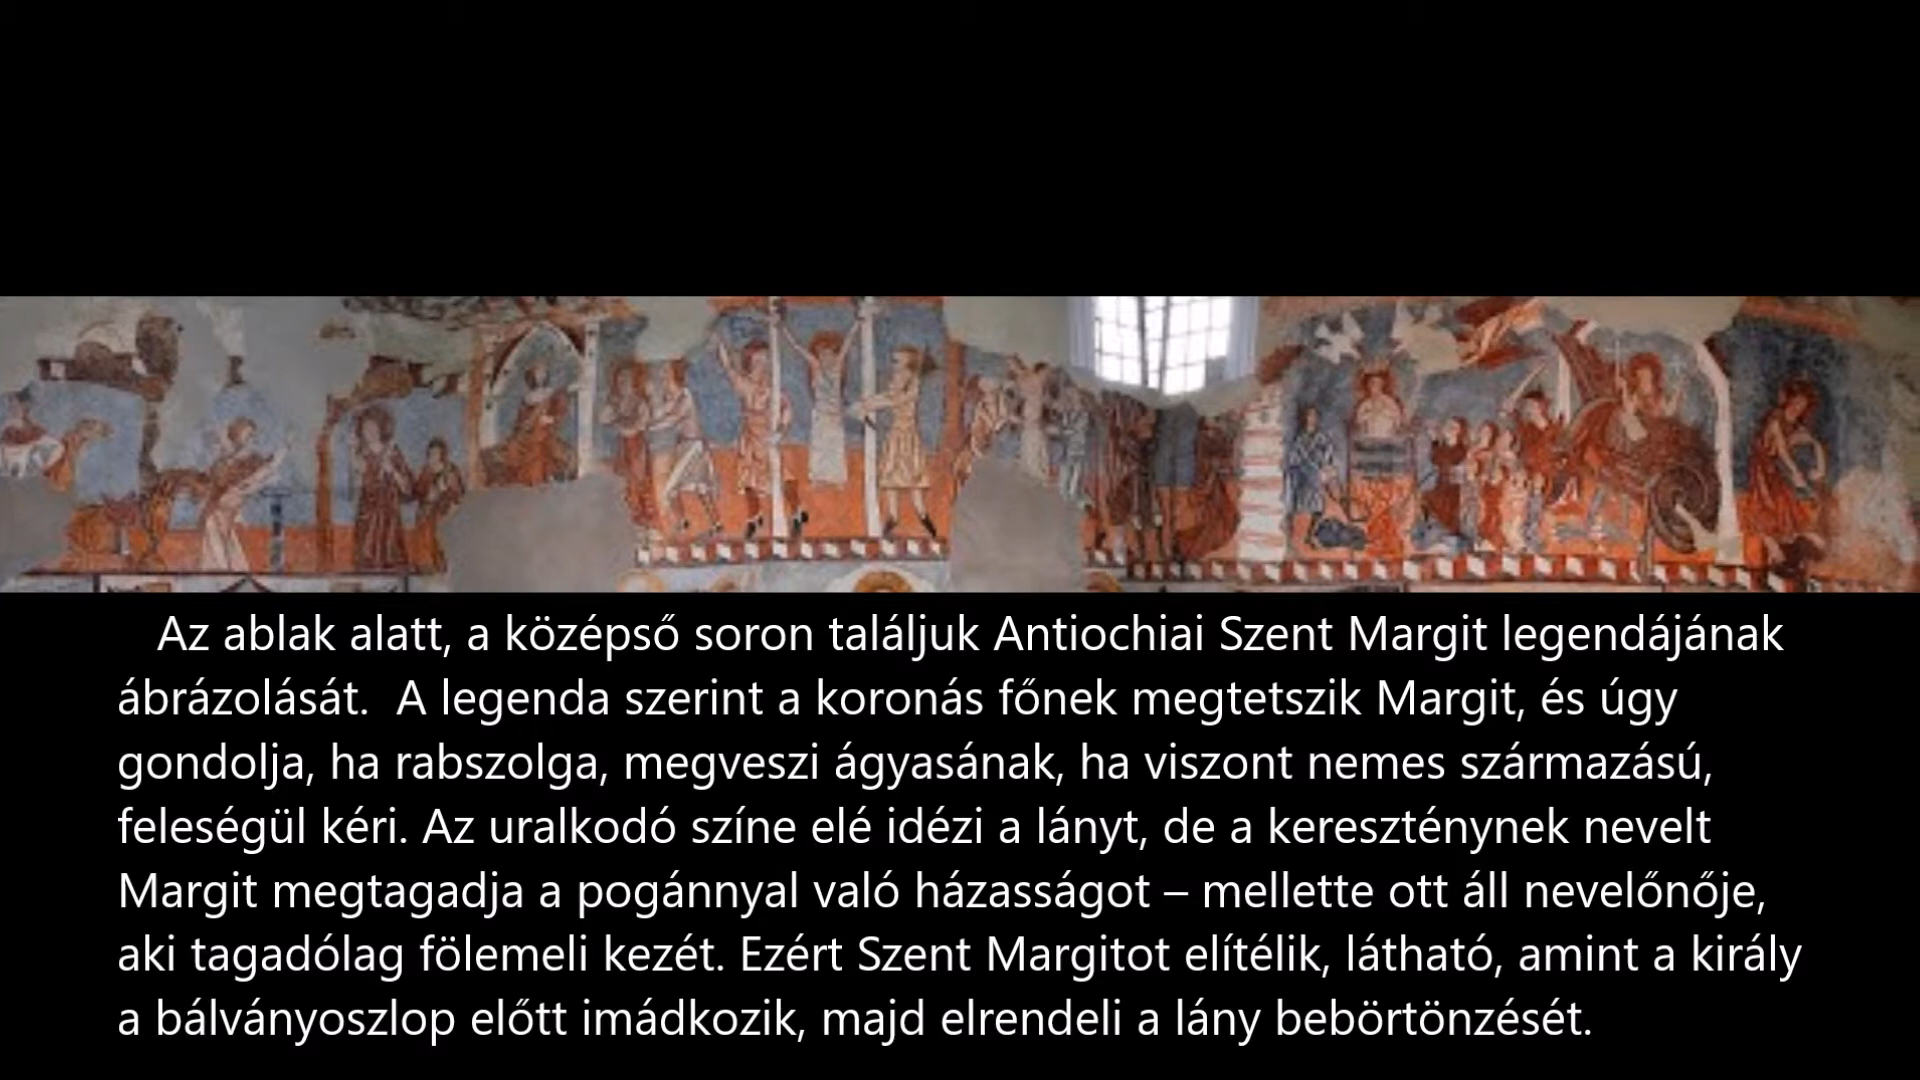 Az ablak alatt, a középső soron találjuk Antiochiai Szent Margit legendájának
ábrázolását.  A legenda szerint a koronás főnek megtetszik Margit, és úgy
gondolja, ha rabszolga, megveszi ágyasának, ha viszont nemes származású,
feleségül kéri. Az uralkodó színe elé idézi a lányt, de a kereszténynek nevelt
Margit megtagadja a pogánnyal való házasságot – mellette ott áll nevelőnője,
aki tagadólag fölemeli kezét. Ezért Szent Margitot elítélik, látható, amint a király
a bálványoszlop előtt imádkozik, majd elrendeli a lány bebörtönzését.